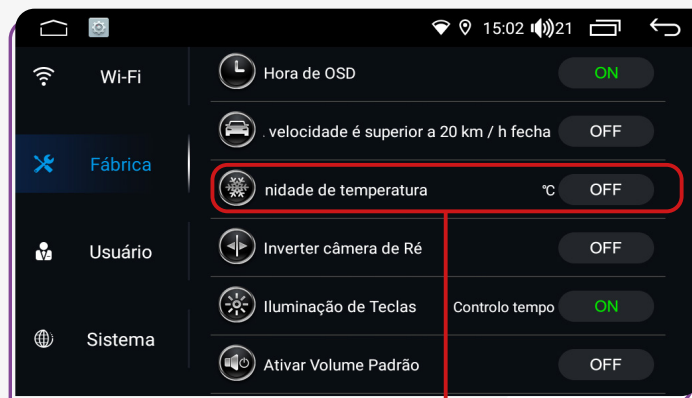 15:02 21
Wi-Fi
Hora de OSD ON
. velocidade é superior a 20 km / h fecha OFF
Fábrica
nidade de temperatura ℃ OFF
Usuário
Inverter câmera de Ré OFF
Iluminação de Teclas Controlo tempo ON
Sistema
Ativar Volume Padrão OFF